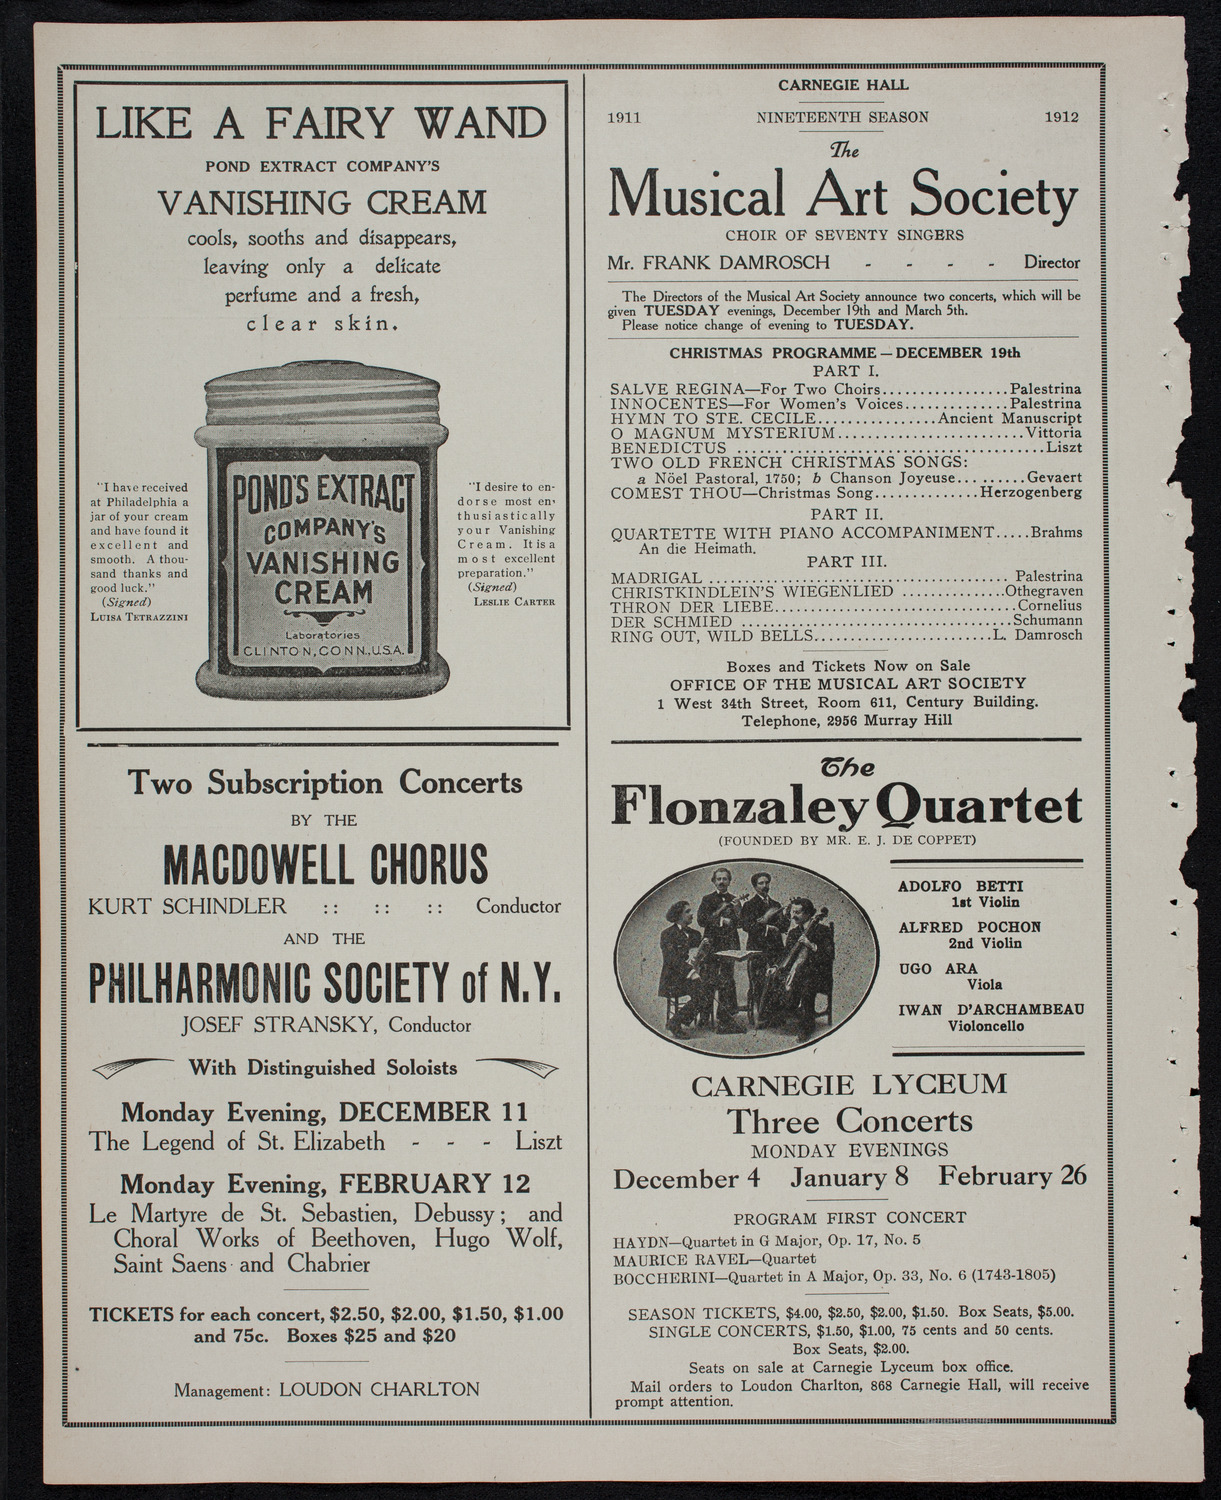 LIKE A FAIRY WAND
POND EXTRACT COMPANY'S
VANISHING CREAM
cools, sooths and disappears,
leaving only a delicate
perfume and a fresh,
clear skin.
"I have received
at Philadelphia a
jar of your cream
and have found it
excellent and
smooth. A thou-
sand thanks and
good luck."
(Signed)
LUISA TETRAZZINI
POND'S EXTRACT
COMPANY'S
VANISHING
CREAM
Laboratories
CLINTON, CONN., U.S.A.
"I desire to en-
dorse most en-
thusiastically
your Vanishing
Cream. It is a
most excellent
preparation."
(Signed)
LESLIE CARTER
Two Subscription Concerts
BY THE
MACDOWELL CHORUS
KURT SCHINDLER :: :: :: Conductor
AND THE
PHILHARMONIC SOCIETY of N.Y.
JOSEF STRANSKY, Conductor
With Distinguished Soloists
Monday Evening, DECEMBER 11
The Legend of St. Elizabeth - - - Liszt
Monday Evening, FEBRUARY 12
Le Martyre de St. Sebastien, Debussy; and
Choral Works of Beethoven, Hugo Wolf,
Saint Saens and Chabrier
TICKETS for each concert, $2.50, $2.00, $1.50, $1.00
and 75c. Boxes $25 and $20
Management: LOUDON CHARLTON
CARNEGIE HALL
1911 NINETEENTH SEASON 1912
The
Musical Art Society
CHOIR OF SEVENTY SINGERS
Mr. FRANK DAMROSCH - - - - Director
The Directors of the Musical Art Society announce two concerts, which will be
given TUESDAY evenings, December 19th and March 5th.
Please notice change of evening to TUESDAY.
CHRISTMAS PROGRAMME—DECEMBER 19th
PART I.
SALVE REGINA—For Two Choirs................Palestrina
INNOCENTES—For Women's Voices.............Palestrina
HYMN TO STE. CECILE................Ancient Manuscript
O MAGNUM MYSTERIUM........................Vittoria
BENEDICTUS .......................................Liszt
TWO OLD FRENCH CHRISTMAS SONGS:
a Nöel Pastoral, 1750; b Chanson Joyeuse.........Gevaert
COMEST THOU—Christmas Song.............Herzogenberg
PART II.
QUARTETTE WITH PIANO ACCOMPANIMENT.....Brahms
An die Heimath.
PART III.
MADRIGAL ...................................... Palestrina
CHRISTKINDLEIN'S WIEGENLIED .............Othegraven
THRON DER LIEBE...............................Cornelius
DER SCHMIED ...................................Schumann
RING OUT, WILD BELLS.......................L. Damrosch
Boxes and Tickets Now on Sale
OFFICE OF THE MUSICAL ART SOCIETY
1 West 34th Street, Room 611, Century Building.
Telephone, 2956 Murray Hill
The
Flonzaley Quartet
(FOUNDED BY MR. E. J. DE COPPET)
ADOLFO BETTI
1st Violin
ALFRED POCHON
2nd Violin
UGO ARA
Viola
IWAN D'ARCHAMBEAU
Violoncello
CARNEGIE LYCEUM
Three Concerts
MONDAY EVENINGS
December 4 January 8 February 26
PROGRAM FIRST CONCERT
HAYDN—Quartet in G Major, Op. 17, No. 5
MAURICE RAVEL—Quartet
BOCCHERINI—Quartet in A Major, Op. 33, No. 6 (1743-1805)
SEASON TICKETS, $4.00, $2.50, $2.00, $1.50. Box Seats, $5.00.
SINGLE CONCERTS, $1.50, $1.00, 75 cents and 50 cents.
Box Seats, $2.00.
Seats on sale at Carnegie Lyceum box office.
Mail orders to Loudon Charlton, 868 Carnegie Hall, will receive
prompt attention.